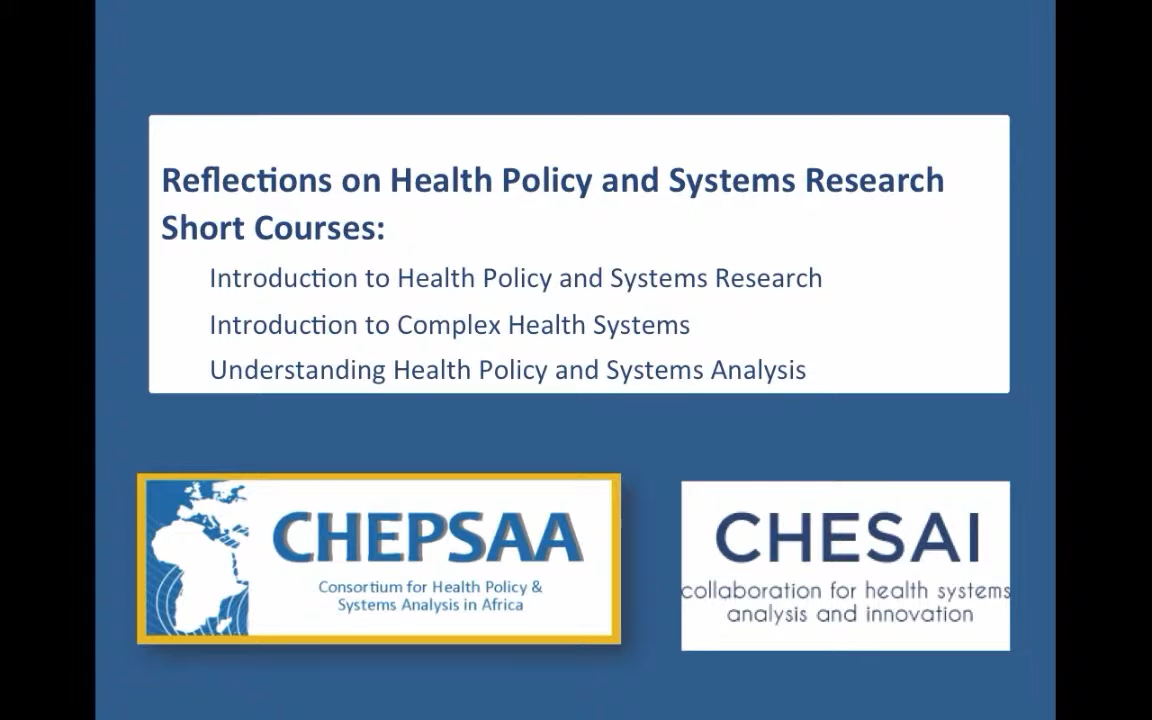 Reflections on Health Policy and Systems Research
Short Courses:
Introduction to Health Policy and Systems Research
Introduction to Complex Health Systems
Understanding Health Policy and Systems Analysis
CHEPSAA
Consortium for Health Policy &
Systems Analysis in Africa
CHESAI
collaboration for health systems
analysis and innovation